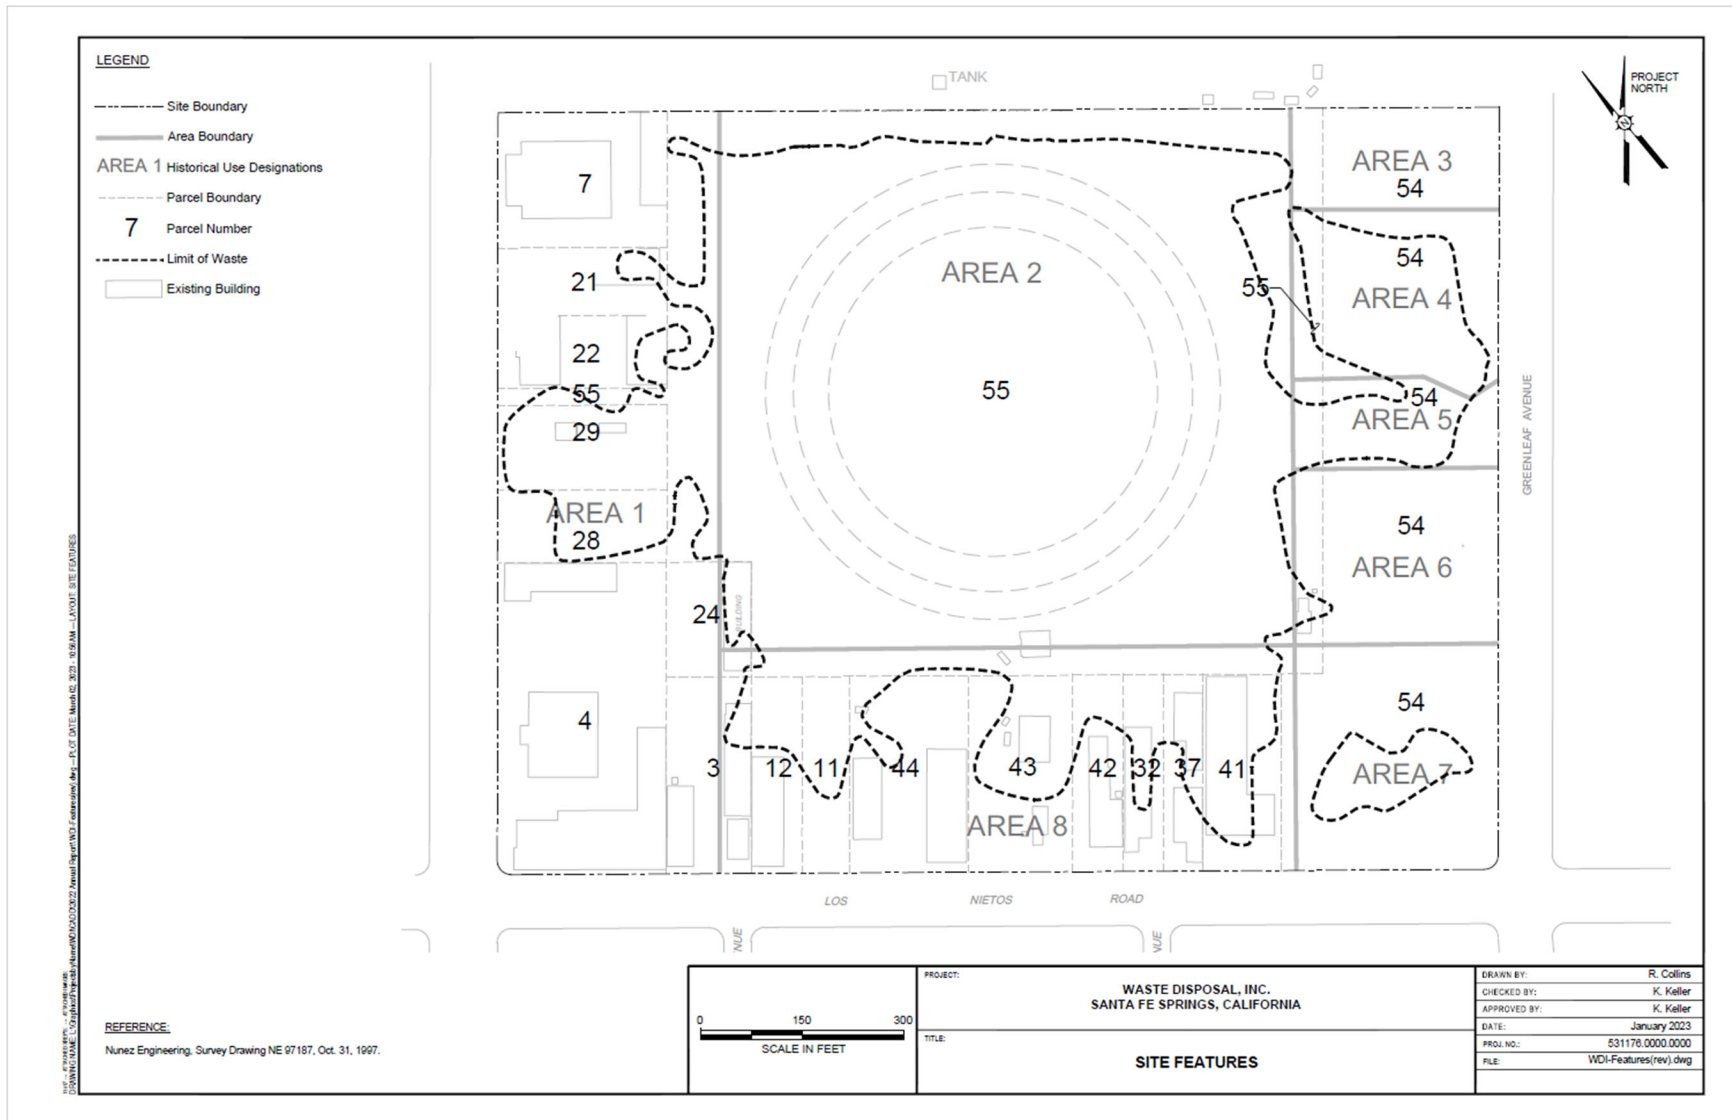 LEGEND
Site Boundary
Area Boundary
AREA 1 Historical Use Designations
Parcel Boundary
7 Parcel Number
Limit of Waste
Existing Building
TANK
PROJECT
NORTH
N
AREA 3
54
7
54
AREA 4
AREA 2
21
55
22
55
55
54
AREA 5
29
GREENLEAF AVENUE
AREA 1
28
54
AREA 6
24
BUILDING
4
54
3
12
11
44
43
42
32
37
41
AREA 7
AREA 8
LOS NIETOS ROAD
NUE
NUE
REFERENCE:
Nunez Engineering, Survey Drawing NE 97187, Oct. 31, 1997.
0 150 300
SCALE IN FEET
PROJECT:
WASTE DISPOSAL, INC.
SANTA FE SPRINGS, CALIFORNIA
TITLE:
SITE FEATURES
DRAWN BY: R. Collins
CHECKED BY: K. Keller
APPROVED BY: K. Keller
DATE: January 2023
PROJ. NO.: 531176.0000.0000
FILE: WDI-Features(rev).dwg